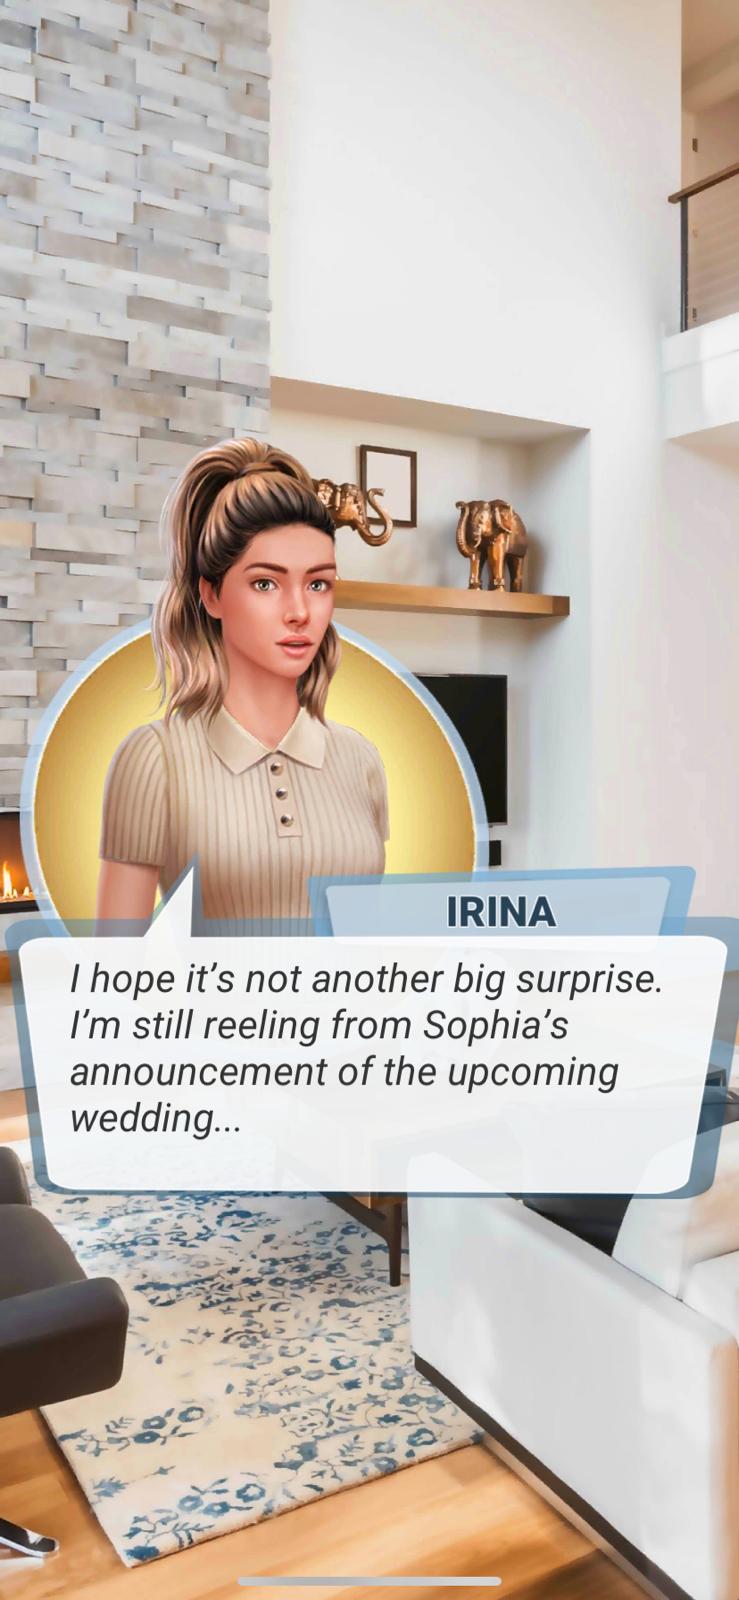 IRINA
I hope it’s not another big surprise.
I’m still reeling from Sophia’s
announcement of the upcoming
wedding...